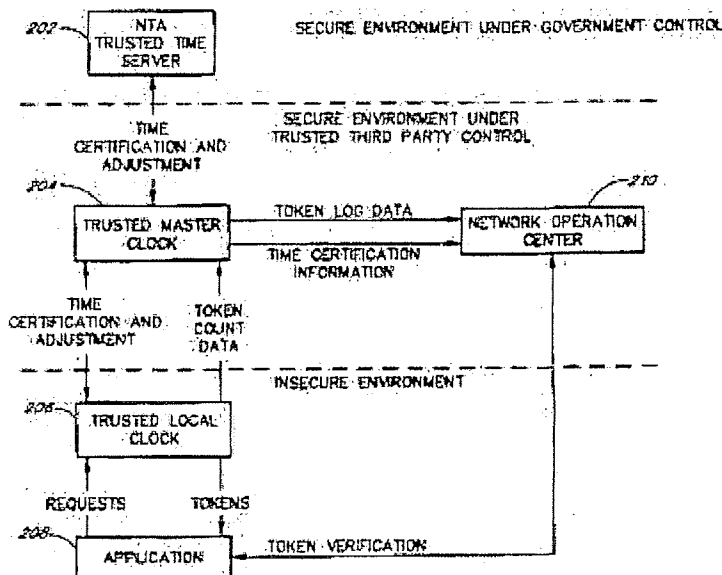 202
NTA
TRUSTED TIME
SERVER
SECURE ENVIRONMENT UNDER GOVERNMENT CONTROL
SECURE ENVIRONMENT UNDER
TRUSTED THIRD PARTY CONTROL
TIME
CERTIFICATION AND
ADJUSTMENT
204
TRUSTED MASTER
CLOCK
TOKEN LOG DATA
TIME CERTIFICATION
INFORMATION
210
NETWORK OPERATION
CENTER
TIME
CERTIFICATION AND
ADJUSTMENT
TOKEN
COUNT
DATA
INSECURE ENVIRONMENT
206
TRUSTED LOCAL
CLOCK
REQUESTS
TOKENS
208
APPLICATION
TOKEN VERIFICATION